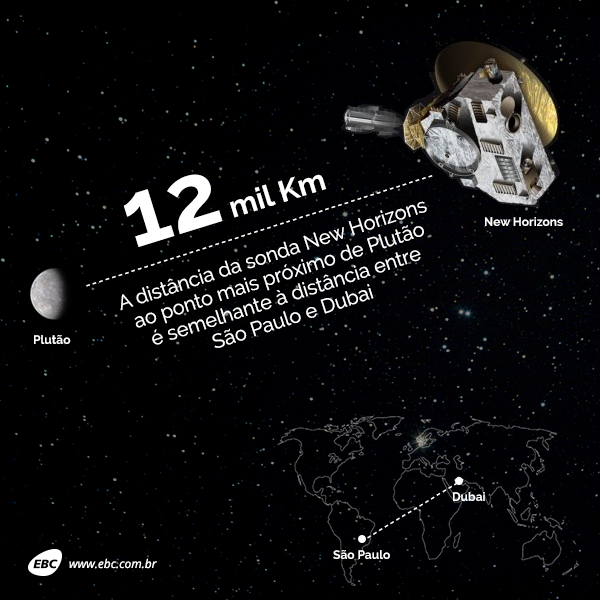 New Horizons
12 mil Km
A distância da sonda New Horizons
ao ponto mais próximo de Plutão
é semelhante à distância entre
São Paulo e Dubai
Plutão
Dubai
São Paulo
EBC www.ebc.com.br